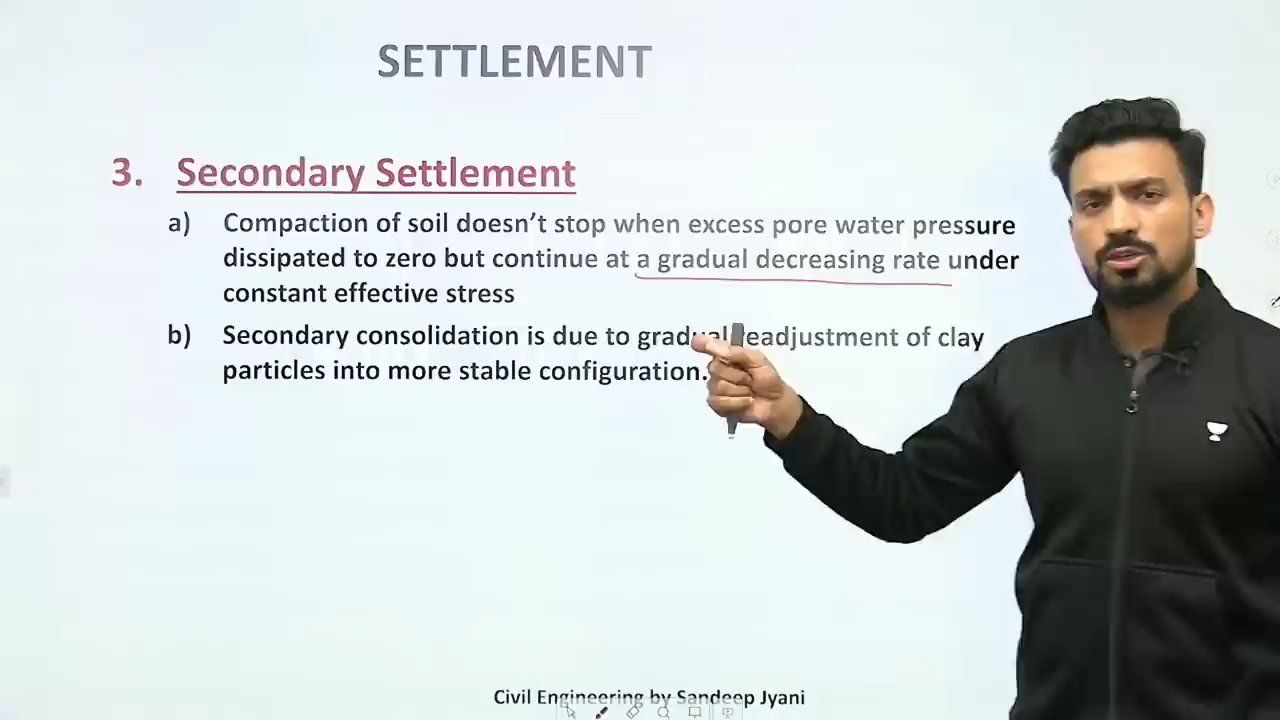 SETTLEMENT
3. Secondary Settlement
a) Compaction of soil doesn't stop when excess pore water pressure
dissipated to zero but continue at a gradual decreasing rate under
constant effective stress
b) Secondary consolidation is due to gradual readjustment of clay
particles into more stable configuration.
Civil Engineering by Sandeep Jyani